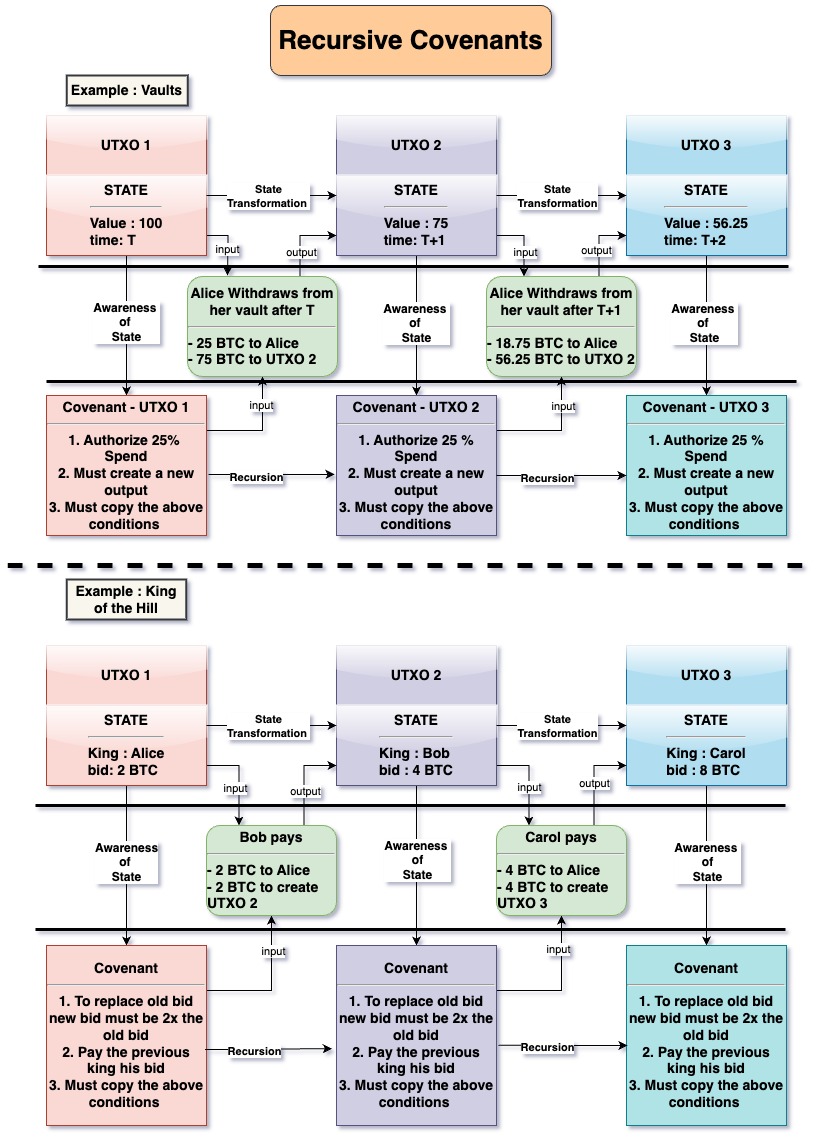 Recursive Covenants
Example : Vaults
UTXO 1
UTXO 2
UTXO 3
STATE
Value : 100
time: T
State
Transformation
STATE
Value : 75
time: T+1
State
Transformation
STATE
Value : 56.25
time: T+2
input
output
input
output
Awareness
of
State
Alice Withdraws from
her vault after T
- 25 BTC to Alice
- 75 BTC to UTXO 2
Awareness
of
State
Alice Withdraws from
her vault after T+1
- 18.75 BTC to Alice
- 56.25 BTC to UTXO 2
Awareness
of
State
input
input
Covenant - UTXO 1
1. Authorize 25%
Spend
2. Must create a new
output
3. Must copy the above
conditions
Recursion
Covenant - UTXO 2
1. Authorize 25 %
Spend
2. Must create a new
output
3. Must copy the above
conditions
Recursion
Covenant - UTXO 3
1. Authorize 25 %
Spend
2. Must create a new
output
3. Must copy the above
conditions
Example : King
of the Hill
UTXO 1
UTXO 2
UTXO 3
STATE
King : Alice
bid: 2 BTC
State
Transformation
STATE
King : Bob
bid : 4 BTC
State
Transformation
STATE
King : Carol
bid : 8 BTC
input
output
input
output
Awareness
of
State
Bob pays
- 2 BTC to Alice
- 2 BTC to create
UTXO 2
Awareness
of
State
Carol pays
- 4 BTC to Alice
- 4 BTC to create
UTXO 3
Awareness
of
State
input
input
Covenant
1. To replace old bid
new bid must be 2x the
old bid
2. Pay the previous
king his bid
3. Must copy the above
conditions
Recursion
Covenant
1. To replace old bid
new bid must be 2x the
old bid
2. Pay the previous
king his bid
3. Must copy the above
conditions
Recursion
Covenant
1. To replace old bid
new bid must be 2x the
old bid
2. Pay the previous
king his bid
3. Must copy the above
conditions